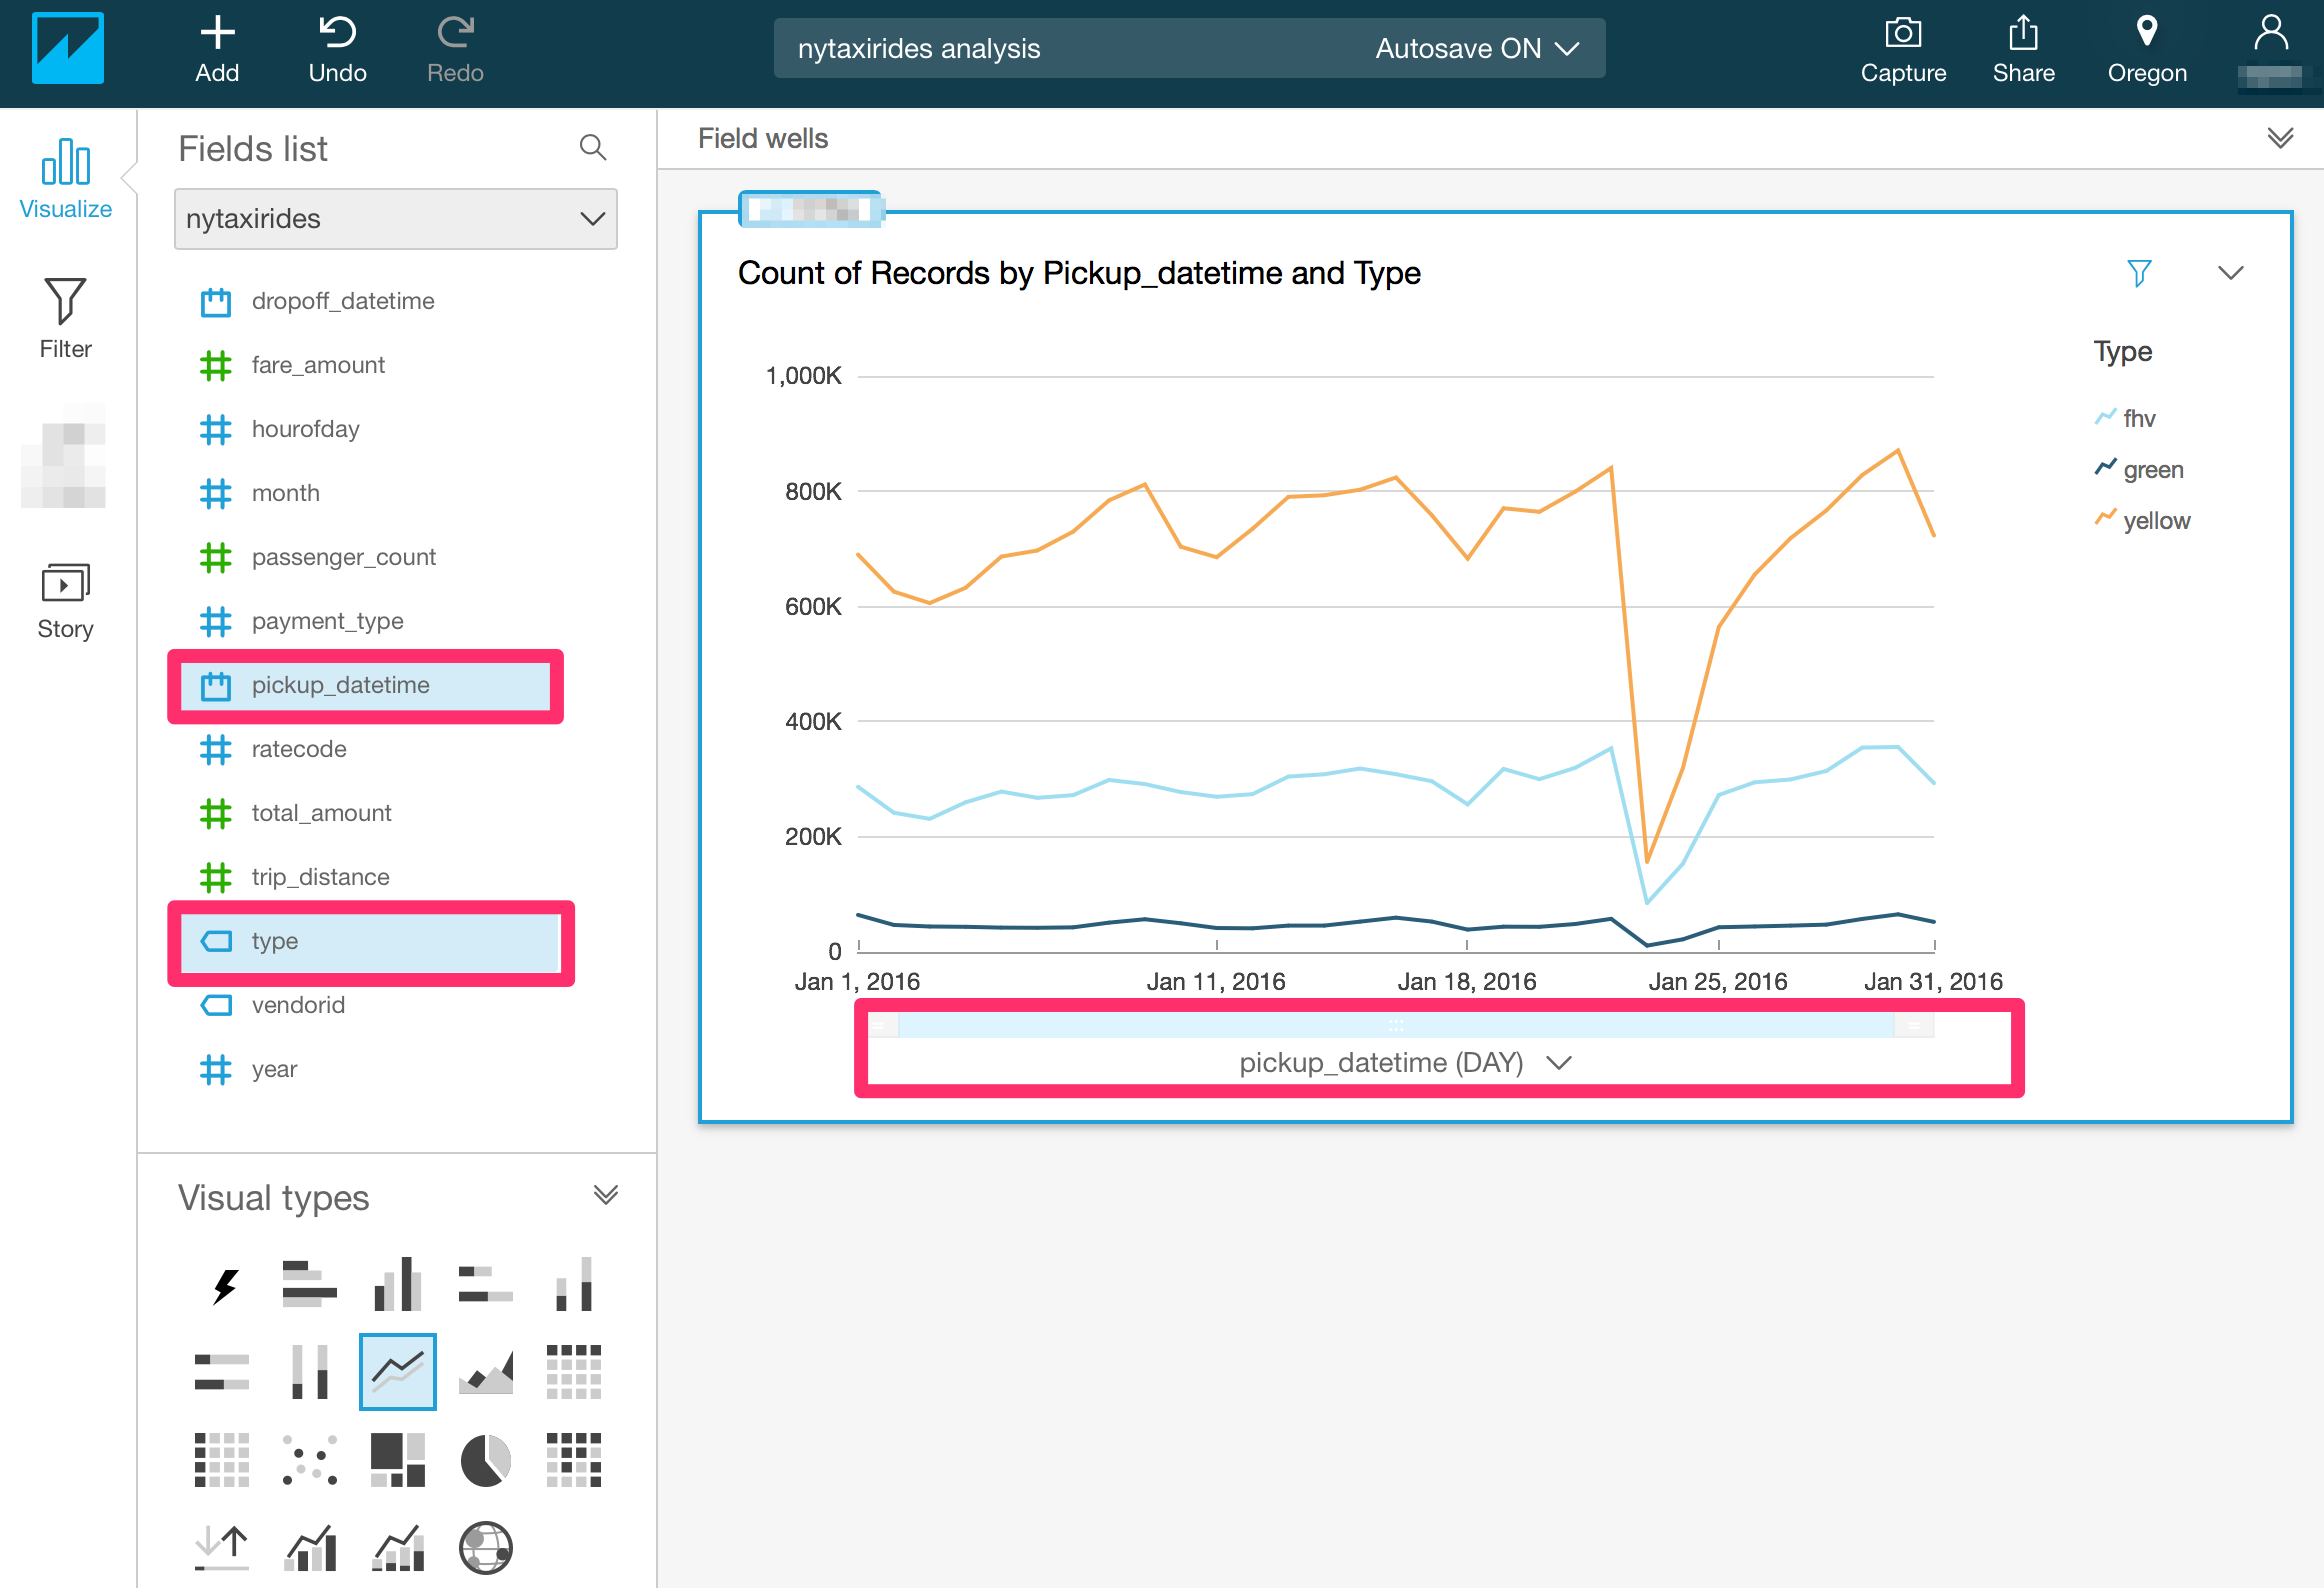 Add
Undo
Redo
nytaxirides analysis
Autosave ON
Capture
Share
Oregon
Visualize
Filter
Story
Fields list
nytaxirides
dropoff_datetime
fare_amount
hourofday
month
passenger_count
payment_type
pickup_datetime
ratecode
total_amount
trip_distance
type
vendorid
year
Visual types
Field wells
Count of Records by Pickup_datetime and Type
1,000K
800K
600K
400K
200K
0
Jan 1, 2016
Jan 11, 2016
Jan 18, 2016
Jan 25, 2016
Jan 31, 2016
pickup_datetime (DAY)
Type
fhv
green
yellow